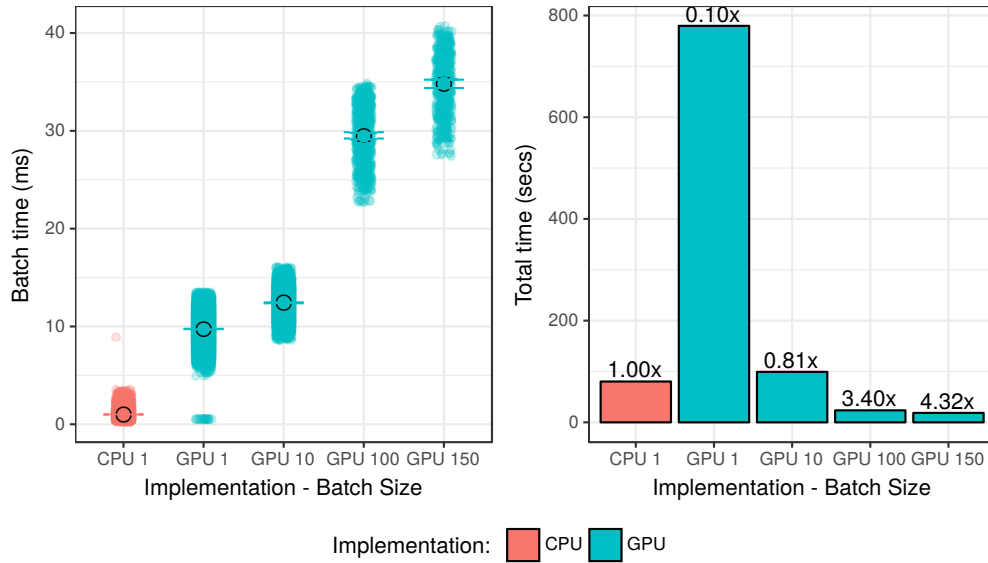 Batch time (ms)
40
30
20
10
0
CPU 1 GPU 1 GPU 10 GPU 100 GPU 150
Implementation - Batch Size
Total time (secs)
800
600
400
200
0
1.00x
0.10x
0.81x
3.40x
4.32x
CPU 1 GPU 1 GPU 10 GPU 100 GPU 150
Implementation - Batch Size
Implementation: CPU GPU